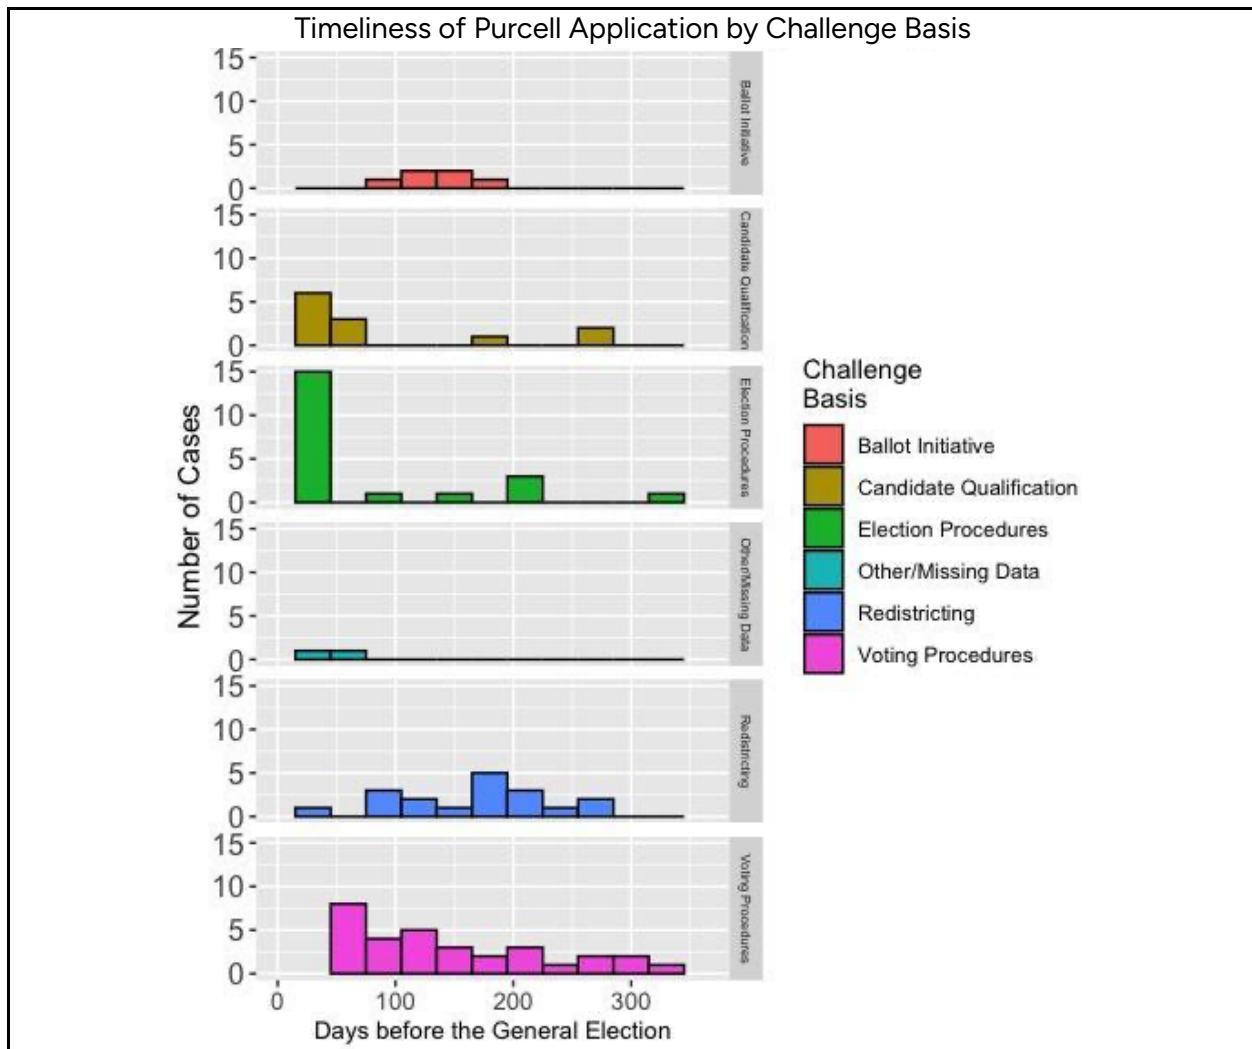 Timeliness of Purcell Application by Challenge Basis
15
10
5
0
Ballot Initiative
15
10
5
0
Candidate Qualification
15
10
5
0
Election Procedures
15
10
5
0
Other/Missing Data
15
10
5
0
Redistricting
15
10
5
0
Voting Procedures
Number of Cases
0 100 200 300
Days before the General Election
Challenge
Basis
Ballot Initiative
Candidate Qualification
Election Procedures
Other/Missing Data
Redistricting
Voting Procedures